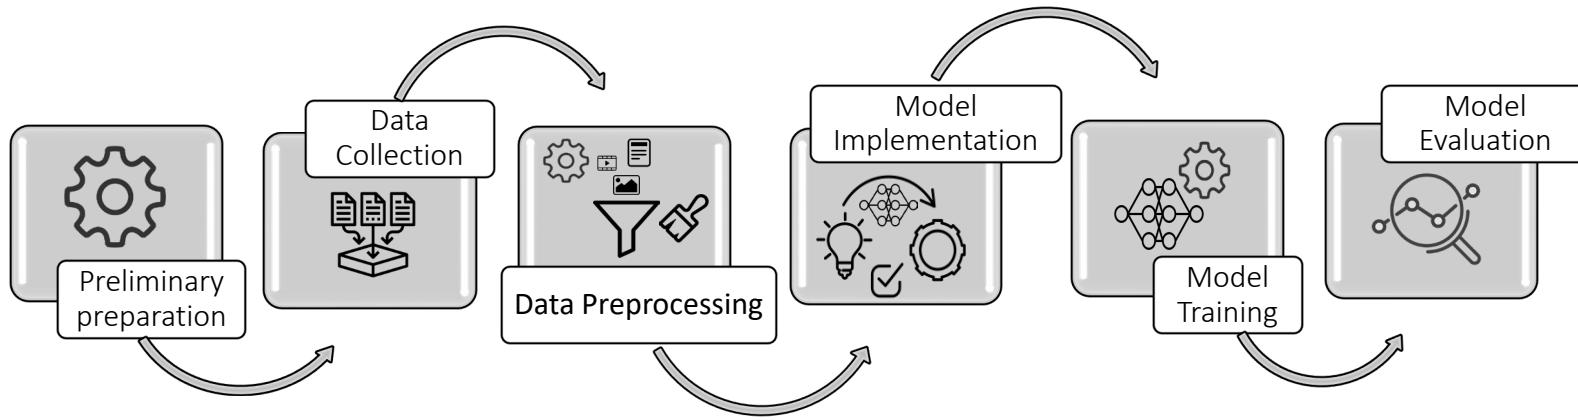 Preliminary
preparation
Data
Collection
Data Preprocessing
Model
Implementation
Model
Training
Model
Evaluation